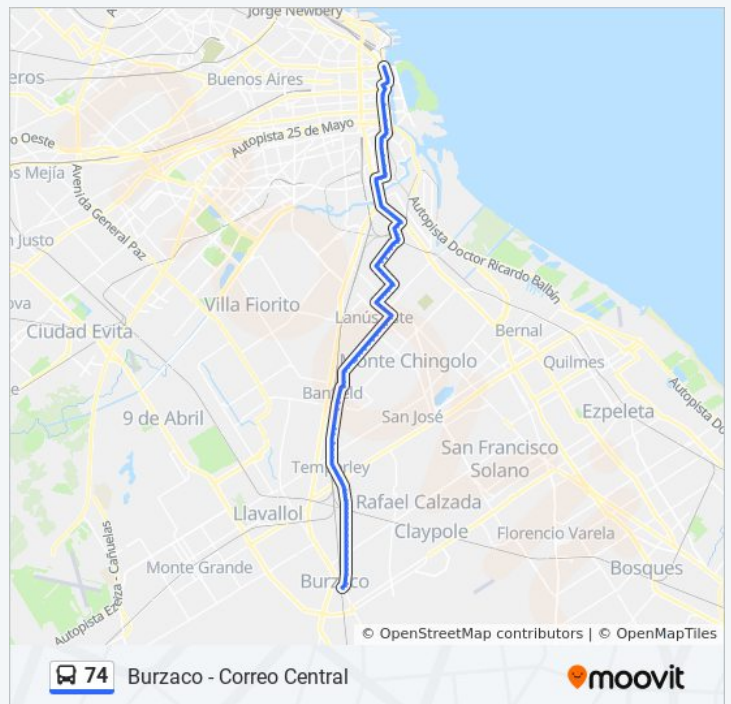 Jorge Newbery
eros
Buenos Aires
Autopista 25 de Mayo
o Oeste
os Mejía
Avenida General Paz
Autopista Doctor Ricardo Balbín
n Justo
Villa Fiorito
ova
Lanús Este
Ciudad Evita
Bernal
Monte Chingolo
Quilmes
e
Banfield
Autopista Do
9 de Abril
San José
Ezpeleta
San Francisco
Solano
Temperley
Rafael Calzada
Llavallol
Claypole
Florencio Varela
Autopista Ezeiza - Cañuelas
Monte Grande
Burzaco
Bosques
© OpenStreetMap contributors | © OpenMapTiles
74 Burzaco - Correo Central
moovit